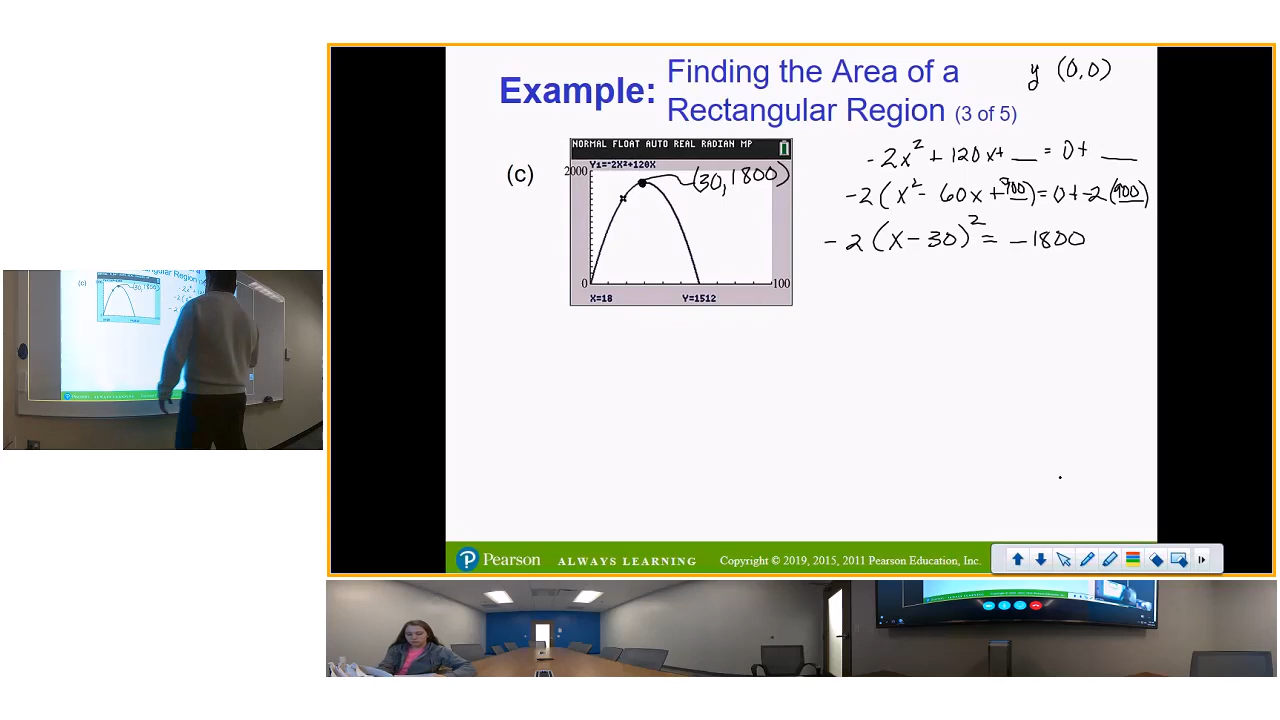 Example: Finding the Area of a
Rectangular Region (3 of 5)
y (0,0)
(c)
NORMAL FLOAT AUTO REAL RADIAN MP
Y1=-2X²+120X
2000
(30,1800)
0
100
X=18 Y=1512
-2x² + 120x + __ = 0 + __
-2(x² - 60x + 900) = 0 + -2(900)
-2(x - 30)² = -1800
P Pearson ALWAYS LEARNING Copyright © 2019, 2015, 2011 Pearson Education, Inc.